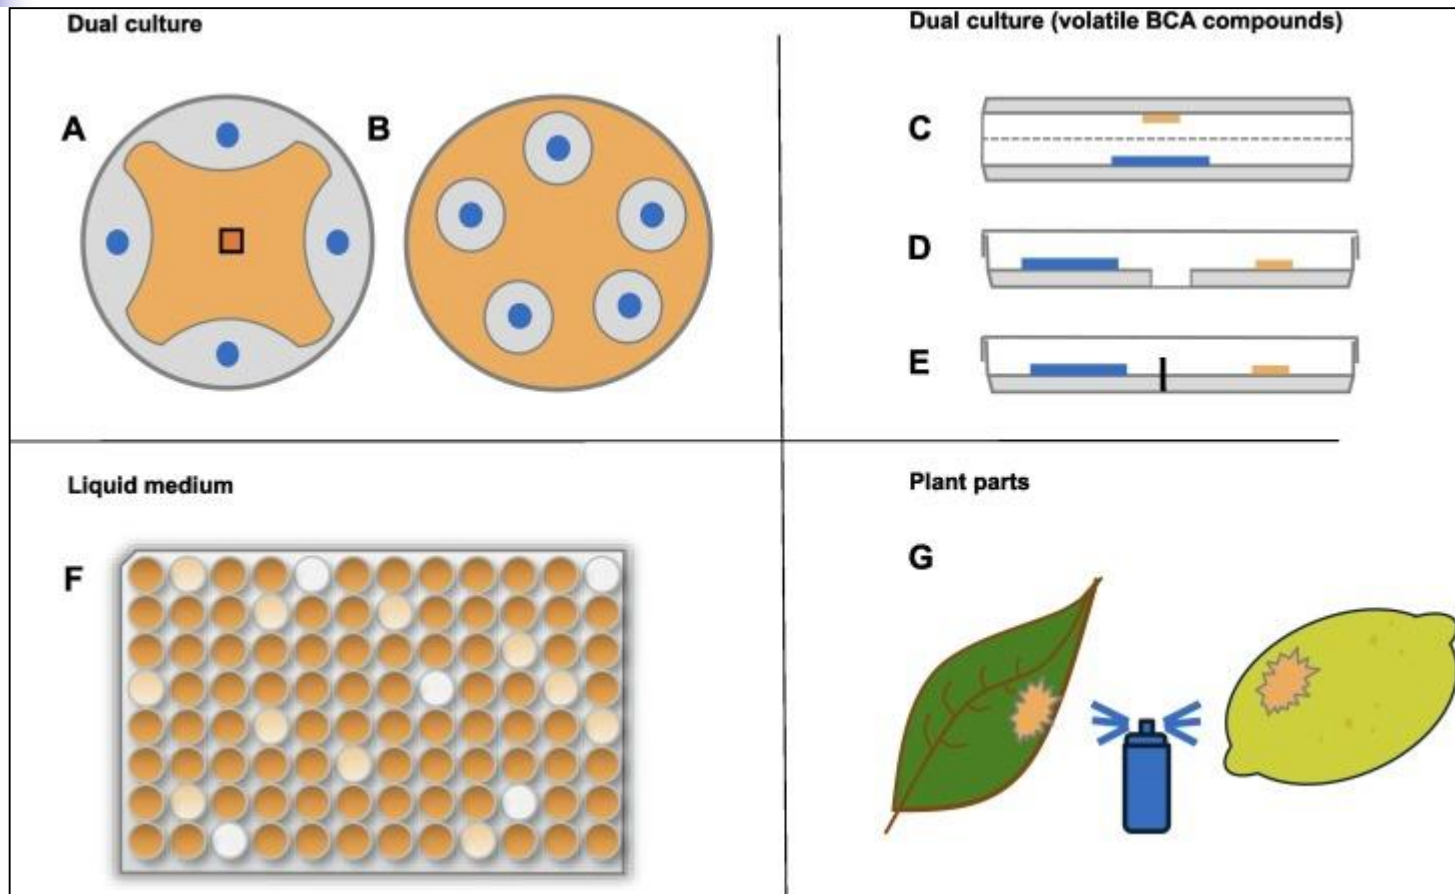 Dual culture
A
B
Dual culture (volatile BCA compounds)
C
D
E
Liquid medium
F
Plant parts
G